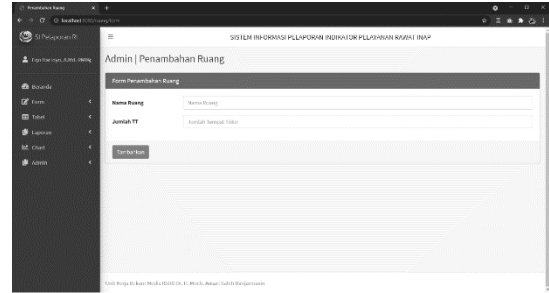 Penambahan Ruang
localhost
SI Pelaporan RI
SISTEM INFORMASI PELAPORAN INDIKATOR PELAYANAN RAWAT INAP
Admin | Penambahan Ruang
Beranda
Form
Tabel
Laporan
Chart
Admin
Form Penambahan Ruang
Nama Ruang
Nama Ruang
Jumlah TT
Jumlah Tempat Tidur
Tambahkan